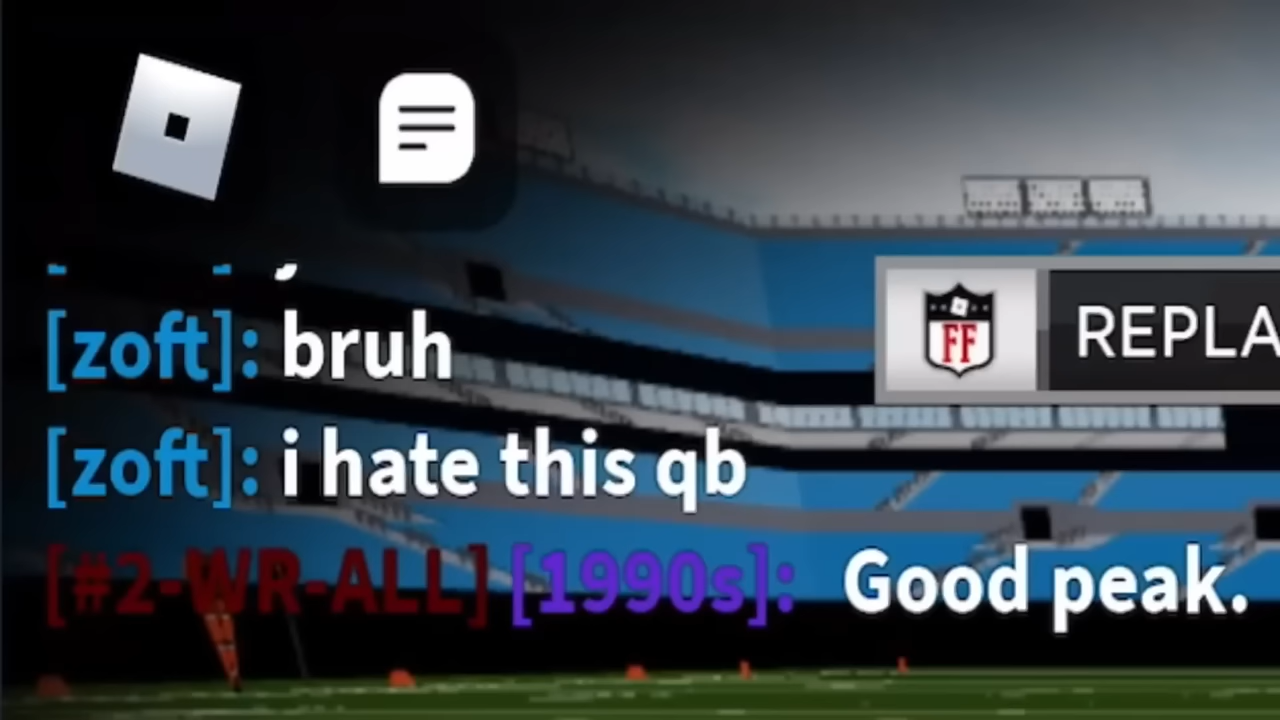 FF
REPLA
[zoft]: bruh
[zoft]: i hate this qb
[#2-WR-ALL] [1990s]: Good peak.